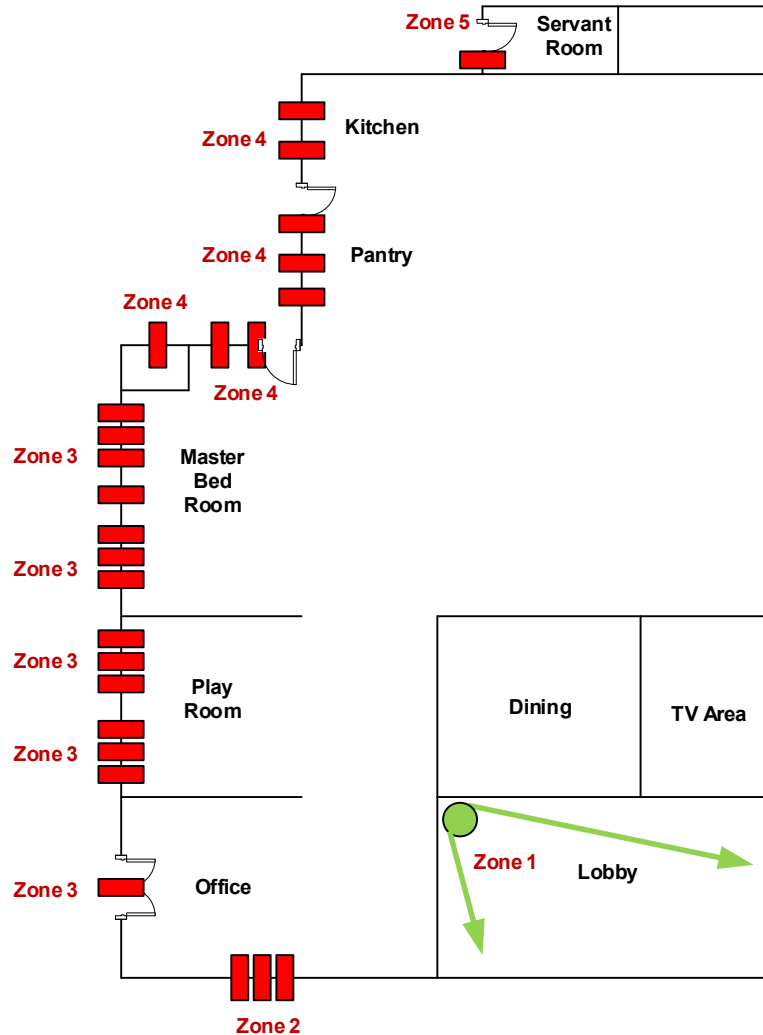 Zone 5
Servant
Room
Zone 4
Kitchen
Zone 4
Pantry
Zone 4
Zone 4
Zone 3
Master
Bed
Room
Zone 3
Zone 3
Play
Room
Dining
TV Area
Zone 3
Zone 1
Lobby
Zone 3
Office
Zone 2